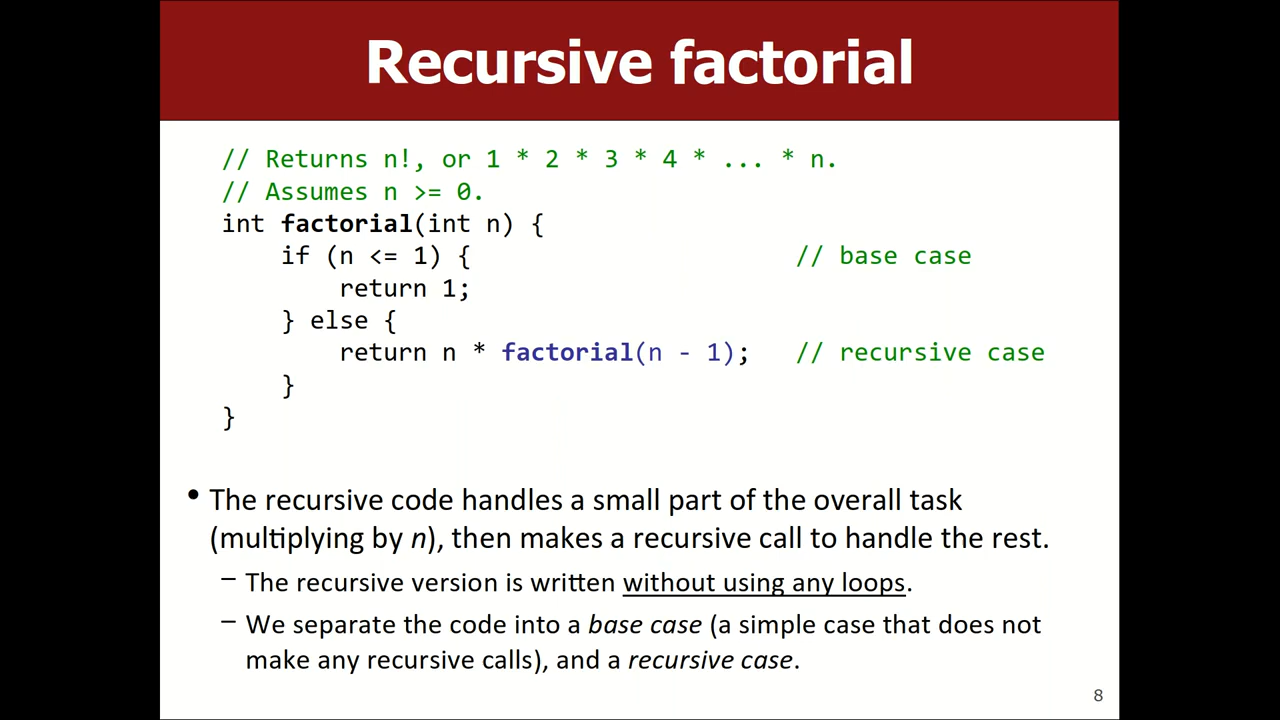 Recursive factorial
// Returns n!, or 1 * 2 * 3 * 4 * ... * n.
// Assumes n >= 0.
int factorial(int n) {
    if (n <= 1) {                      // base case
        return 1;
    } else {
        return n * factorial(n - 1);   // recursive case
    }
}
• The recursive code handles a small part of the overall task
(multiplying by n), then makes a recursive call to handle the rest.
– The recursive version is written without using any loops.
– We separate the code into a base case (a simple case that does not
make any recursive calls), and a recursive case.
8